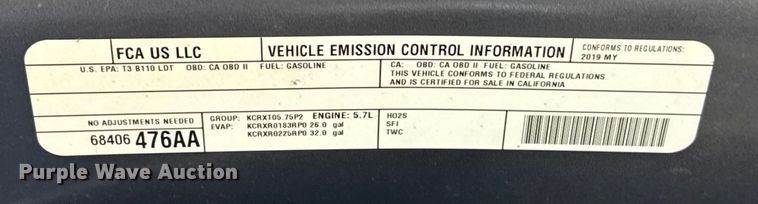 FCA US LLC VEHICLE EMISSION CONTROL INFORMATION CONFORMS TO REGULATIONS:
2019 MY
U.S. EPA: T3 B110 LDT OBD: CA OBD II FUEL: GASOLINE
CA: OBD: CA OBD II FUEL: GASOLINE
THIS VEHICLE CONFORMS TO FEDERAL REGULATIONS
AND IS CERTIFIED FOR SALE IN CALIFORNIA
NO ADJUSTMENTS NEEDED
68406 476AA
GROUP: KCRXT05.75P2 ENGINE: 5.7L
EVAP: KCRXR0183RP0 26.0 gal
KCRXR0225RP0 32.0 gal
HO2S
SFI
TWC
Purple Wave Auction